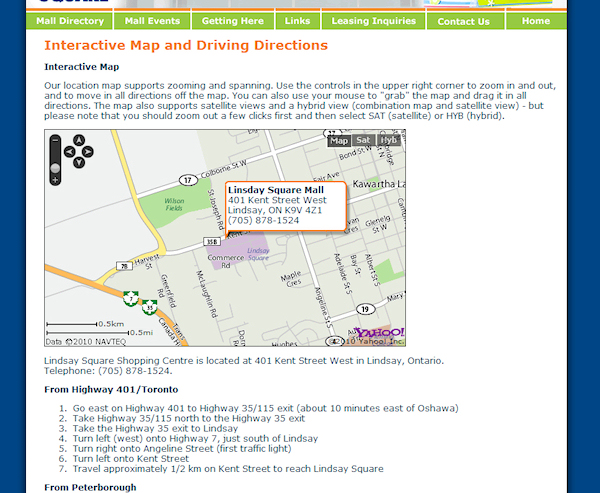 Mall Directory Mall Events Getting Here Links Leasing Inquiries Contact Us Home
Interactive Map and Driving Directions
Interactive Map
Our location map supports zooming and spanning. Use the controls in the upper right corner to zoom in and out,
and to move in all directions off the map. You can also use your mouse to "grab" the map and drag it in all
directions. The map also supports satellite views and a hybrid view (combination map and satellite view) - but
please note that you should zoom out a few clicks first and then select SAT (satellite) or HYB (hybrid).
Map Sat Hyb
17
Colborne St W
Bond St W
17
Fair Ave
Kawartha La
Wilson
Fields
St Joseph Rd
Linsday Square Mall
401 Kent Street West
Lindsay, ON K9V 4Z1
(705) 878-1524
Glenelg
St W
35B
Kent
Lindsay
Square
Commerce
Rd
7B
Harvest
St
Greenfield
Rd
McLaughlin Rd
Maple
Cres
Adelaide St S
Bay St
Albert St S
Angeline St S
Mary
19
7
35
Trans
Canada H
4
0.5km
0.5mi
YAHOO!
Data ©2010 NAVTEQ
©2010 Yahoo! Inc.
Lindsay Square Shopping Centre is located at 401 Kent Street West in Lindsay, Ontario.
Telephone: (705) 878-1524.
From Highway 401/Toronto
1. Go east on Highway 401 to Highway 35/115 exit (about 10 minutes east of Oshawa)
2. Take Highway 35/115 north to the Highway 35 exit
3. Take the Highway 35 exit to Lindsay
4. Turn left (west) onto Highway 7, just south of Lindsay
5. Turn right onto Angeline Street (first traffic light)
6. Turn left onto Kent Street
7. Travel approximately 1/2 km on Kent Street to reach Lindsay Square
From Peterborough